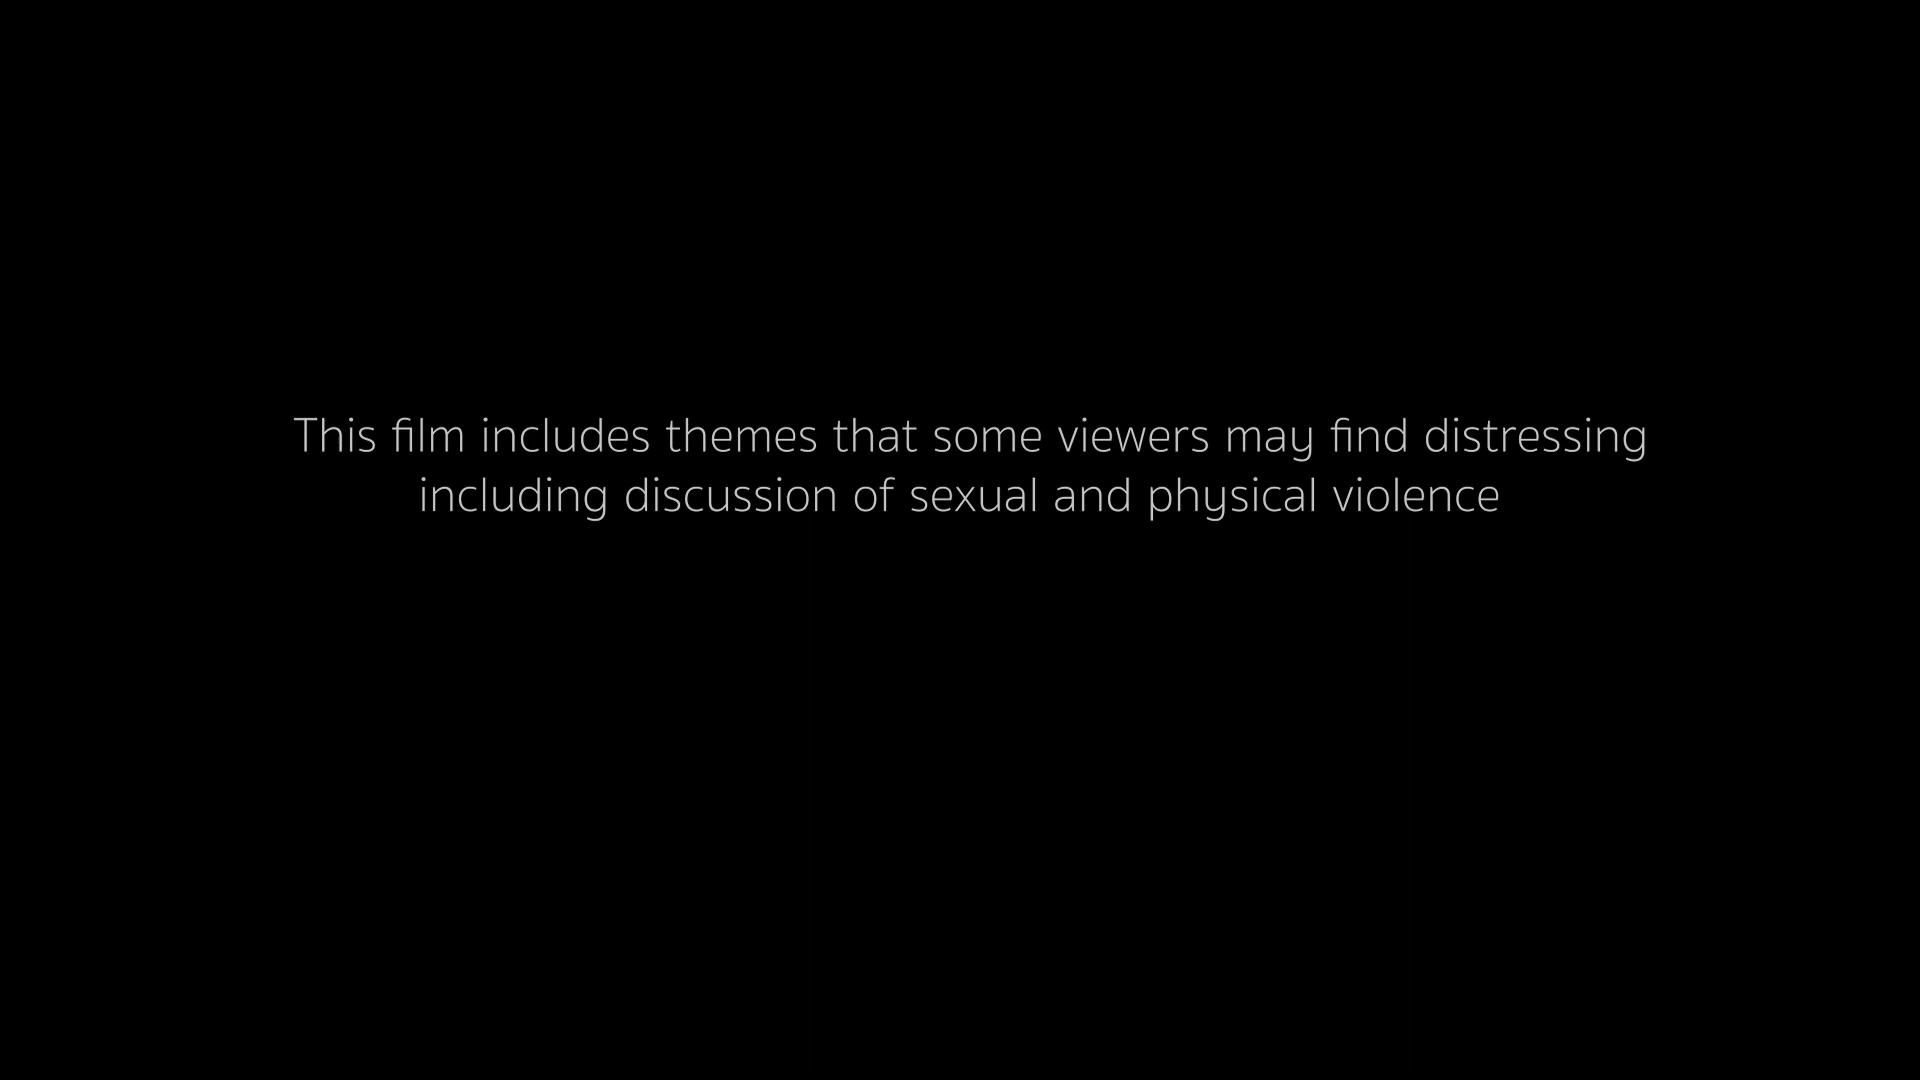 This film includes themes that some viewers may find distressing
including discussion of sexual and physical violence